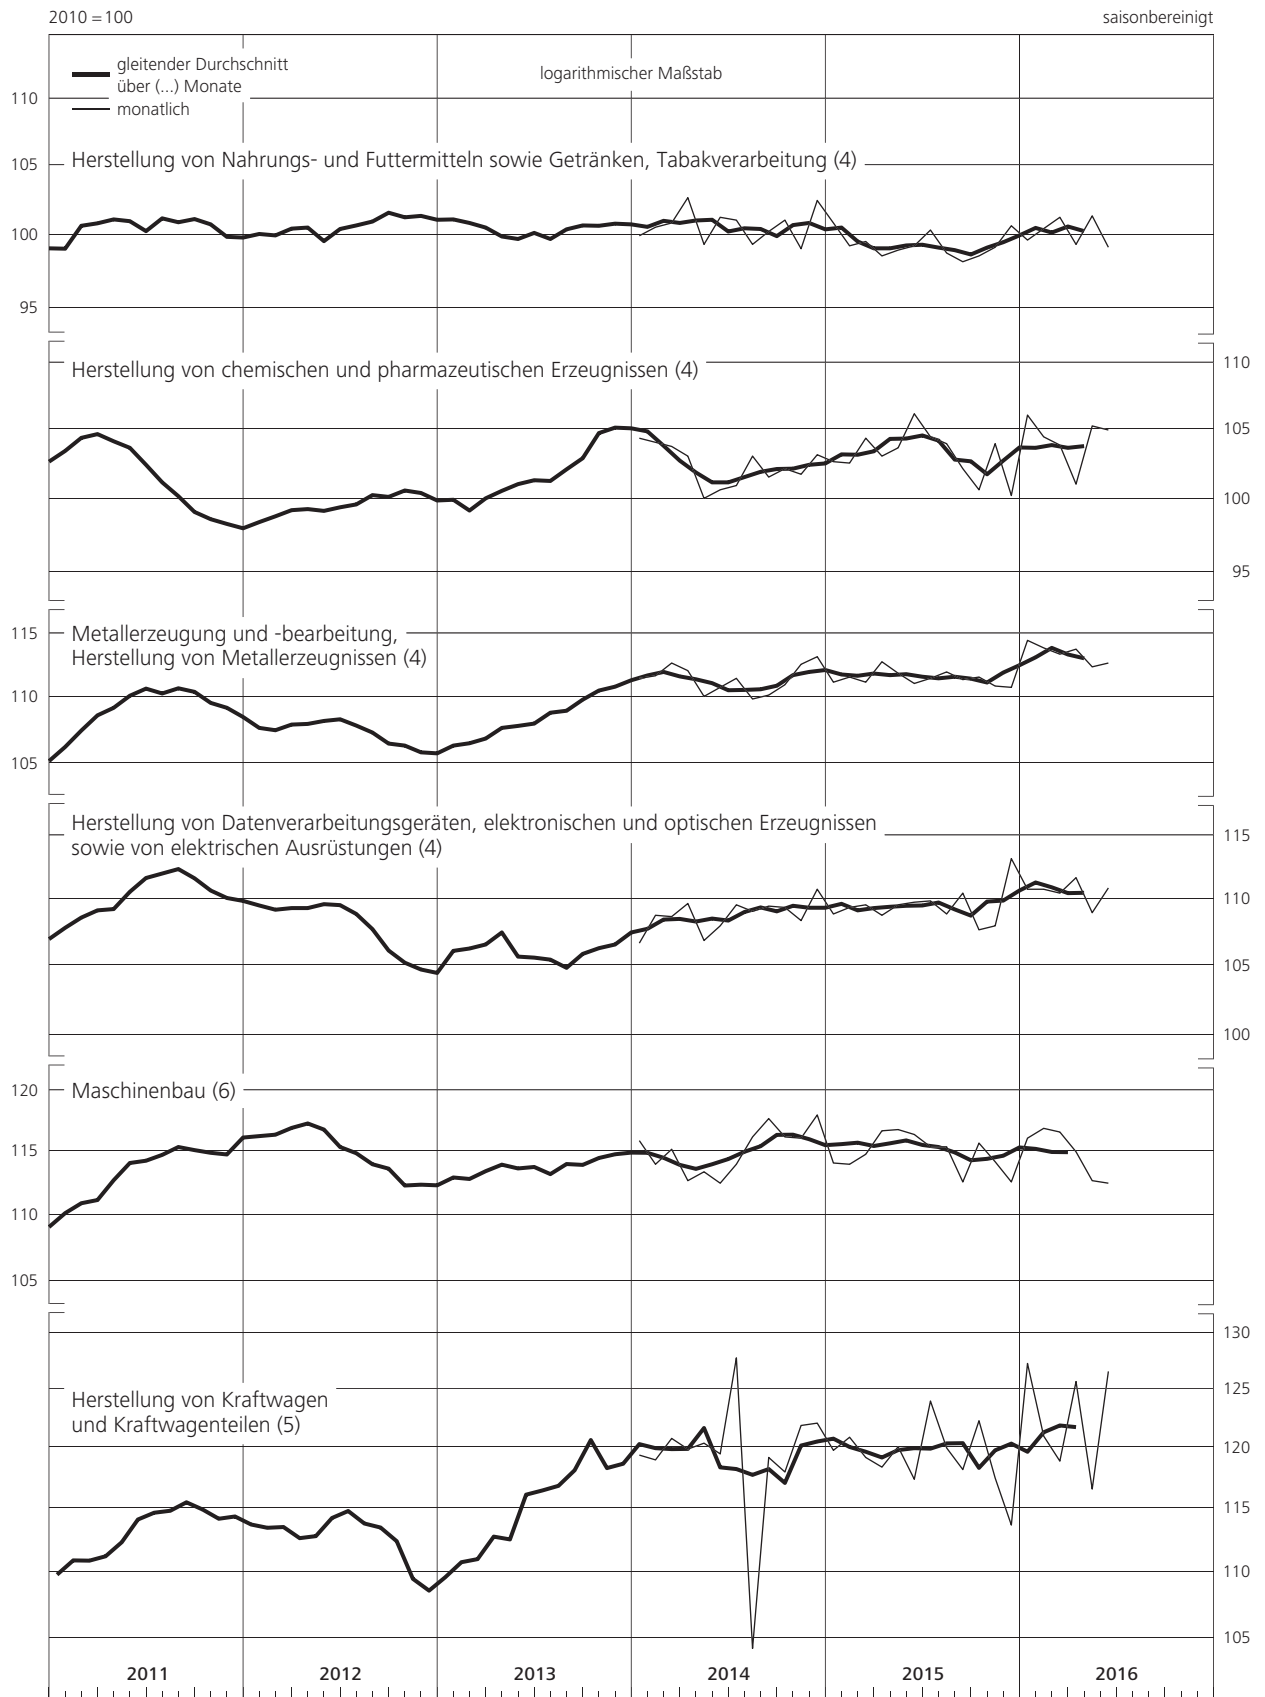 2010 = 100
saisonbereinigt
gleitender Durchschnitt
über (...) Monate
monatlich
logarithmischer Maßstab
110
105
100
95
Herstellung von Nahrungs- und Futtermitteln sowie Getränken, Tabakverarbeitung (4)
Herstellung von chemischen und pharmazeutischen Erzeugnissen (4)
110
105
100
95
Metallerzeugung und -bearbeitung,
Herstellung von Metallerzeugnissen (4)
115
110
105
Herstellung von Datenverarbeitungsgeräten, elektronischen und optischen Erzeugnissen
sowie von elektrischen Ausrüstungen (4)
115
110
105
100
Maschinenbau (6)
120
115
110
105
Herstellung von Kraftwagen
und Kraftwagenteilen (5)
130
125
120
115
110
105
2011 2012 2013 2014 2015 2016